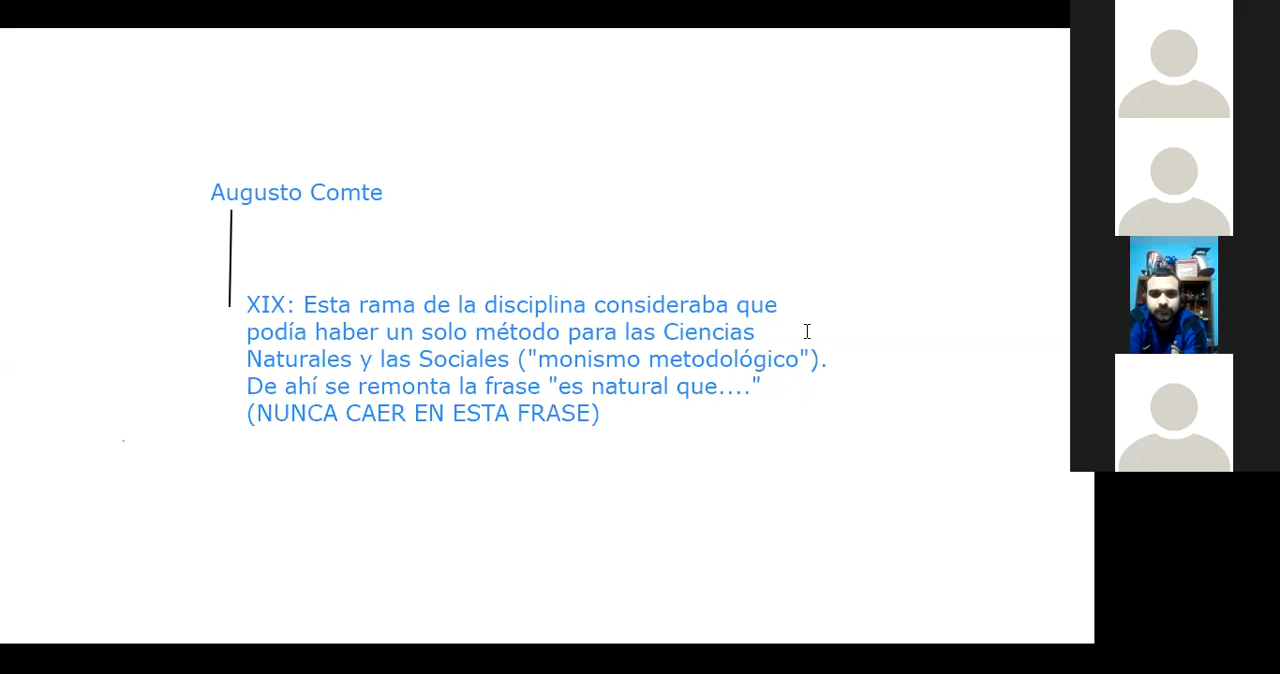 Augusto Comte
XIX: Esta rama de la disciplina consideraba que
podía haber un solo método para las Ciencias
Naturales y las Sociales ("monismo metodológico").
De ahí se remonta la frase "es natural que...."
(NUNCA CAER EN ESTA FRASE)